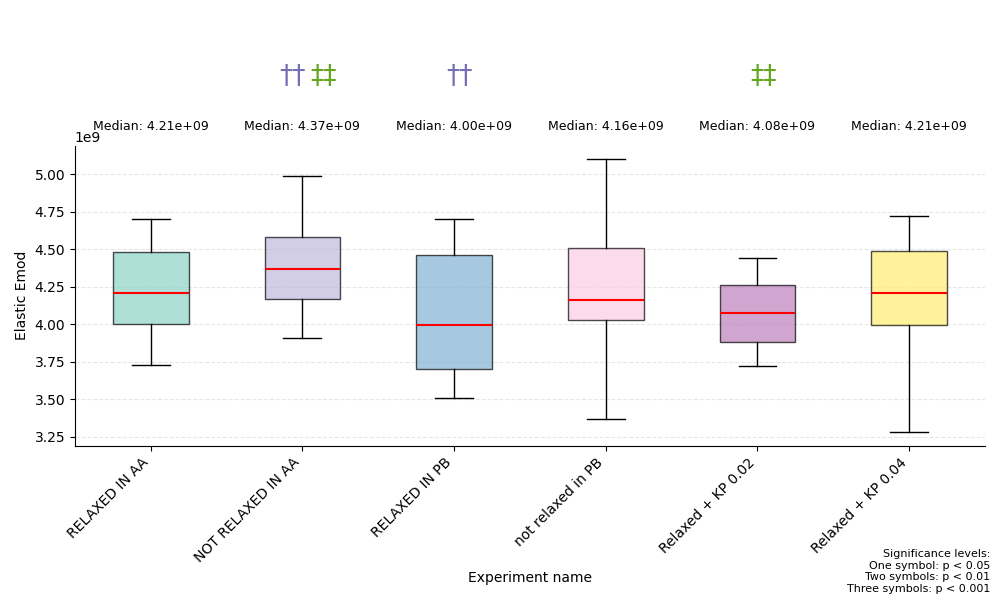 †† ‡‡ †† ‡‡
Median: 4.21e+09 Median: 4.37e+09 Median: 4.00e+09 Median: 4.16e+09 Median: 4.08e+09 Median: 4.21e+09
1e9
5.00
4.75
4.50
4.25
4.00
3.75
3.50
3.25
Elastic Emod
RELAXED IN AA
NOT RELAXED IN AA
RELAXED IN PB
not relaxed in PB
Relaxed + KP 0.02
Relaxed + KP 0.04
Experiment name
Significance levels:
One symbol: p < 0.05
Two symbols: p < 0.01
Three symbols: p < 0.001